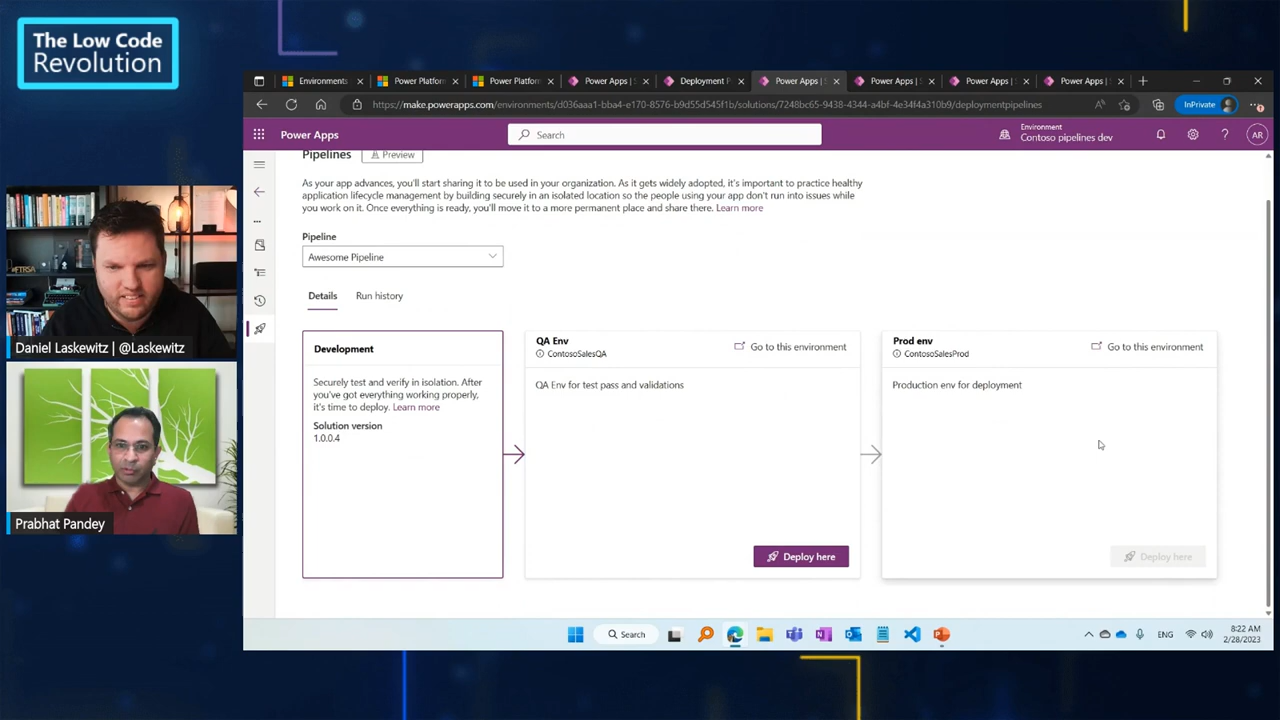 The Low Code
Revolution
Environments
Power Platfor
Power Platfor
Power Apps | S
Deployment P
Power Apps | S
Power Apps | S
Power Apps | S
Power Apps | S
https://make.powerapps.com/environments/d036aaa1-bba4-e170-8576-b9d55d545f1b/solutions/7248bc65-9438-4344-a4bf-4e34f4a310b9/deploymentpipelines
InPrivate
Power Apps
Search
Environment
Contoso pipelines dev
AR
Pipelines
Preview
As your app advances, you'll start sharing it to be used in your organization. As it gets widely adopted, it's important to practice healthy
application lifecycle management by building securely in an isolated location so the people using your app don't run into issues while
you work on it. Once everything is ready, you'll move it to a more permanent place and share there. Learn more
Pipeline
Awesome Pipeline
Details
Run history
Development
Securely test and verify in isolation. After
you've got everything working properly,
it's time to deploy. Learn more
Solution version
1.0.0.4
QA Env
ContosoSalesQA
Go to this environment
QA Env for test pass and validations
Deploy here
Prod env
ContosoSalesProd
Go to this environment
Production env for deployment
Deploy here
Daniel Laskewitz | @Laskewitz
Prabhat Pandey
Search
ENG
8:22 AM
2/28/2023